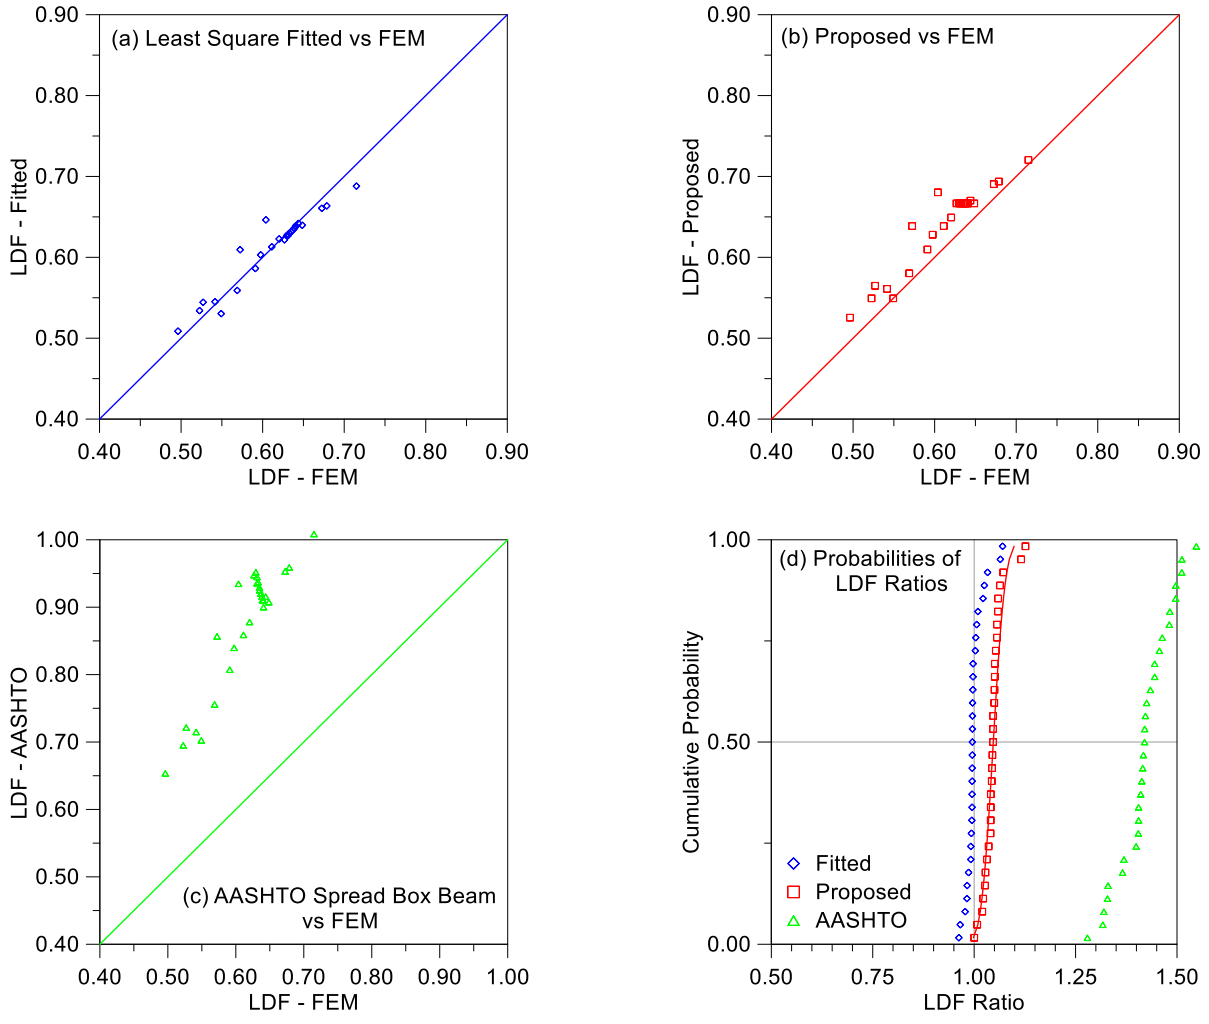 (a) Least Square Fitted vs FEM
0.90
0.80
0.70
0.60
0.50
0.40
LDF - Fitted
0.40 0.50 0.60 0.70 0.80 0.90
LDF - FEM
(b) Proposed vs FEM
0.90
0.80
0.70
0.60
0.50
0.40
LDF - Proposed
0.40 0.50 0.60 0.70 0.80 0.90
LDF - FEM
1.00
0.90
0.80
0.70
0.60
0.50
0.40
LDF - AASHTO
(c) AASHTO Spread Box Beam
vs FEM
0.40 0.50 0.60 0.70 0.80 0.90 1.00
LDF - FEM
(d) Probabilities of
LDF Ratios
1.00
0.50
0.00
Cumulative Probability
Fitted
Proposed
AASHTO
0.50 0.75 1.00 1.25 1.50
LDF Ratio